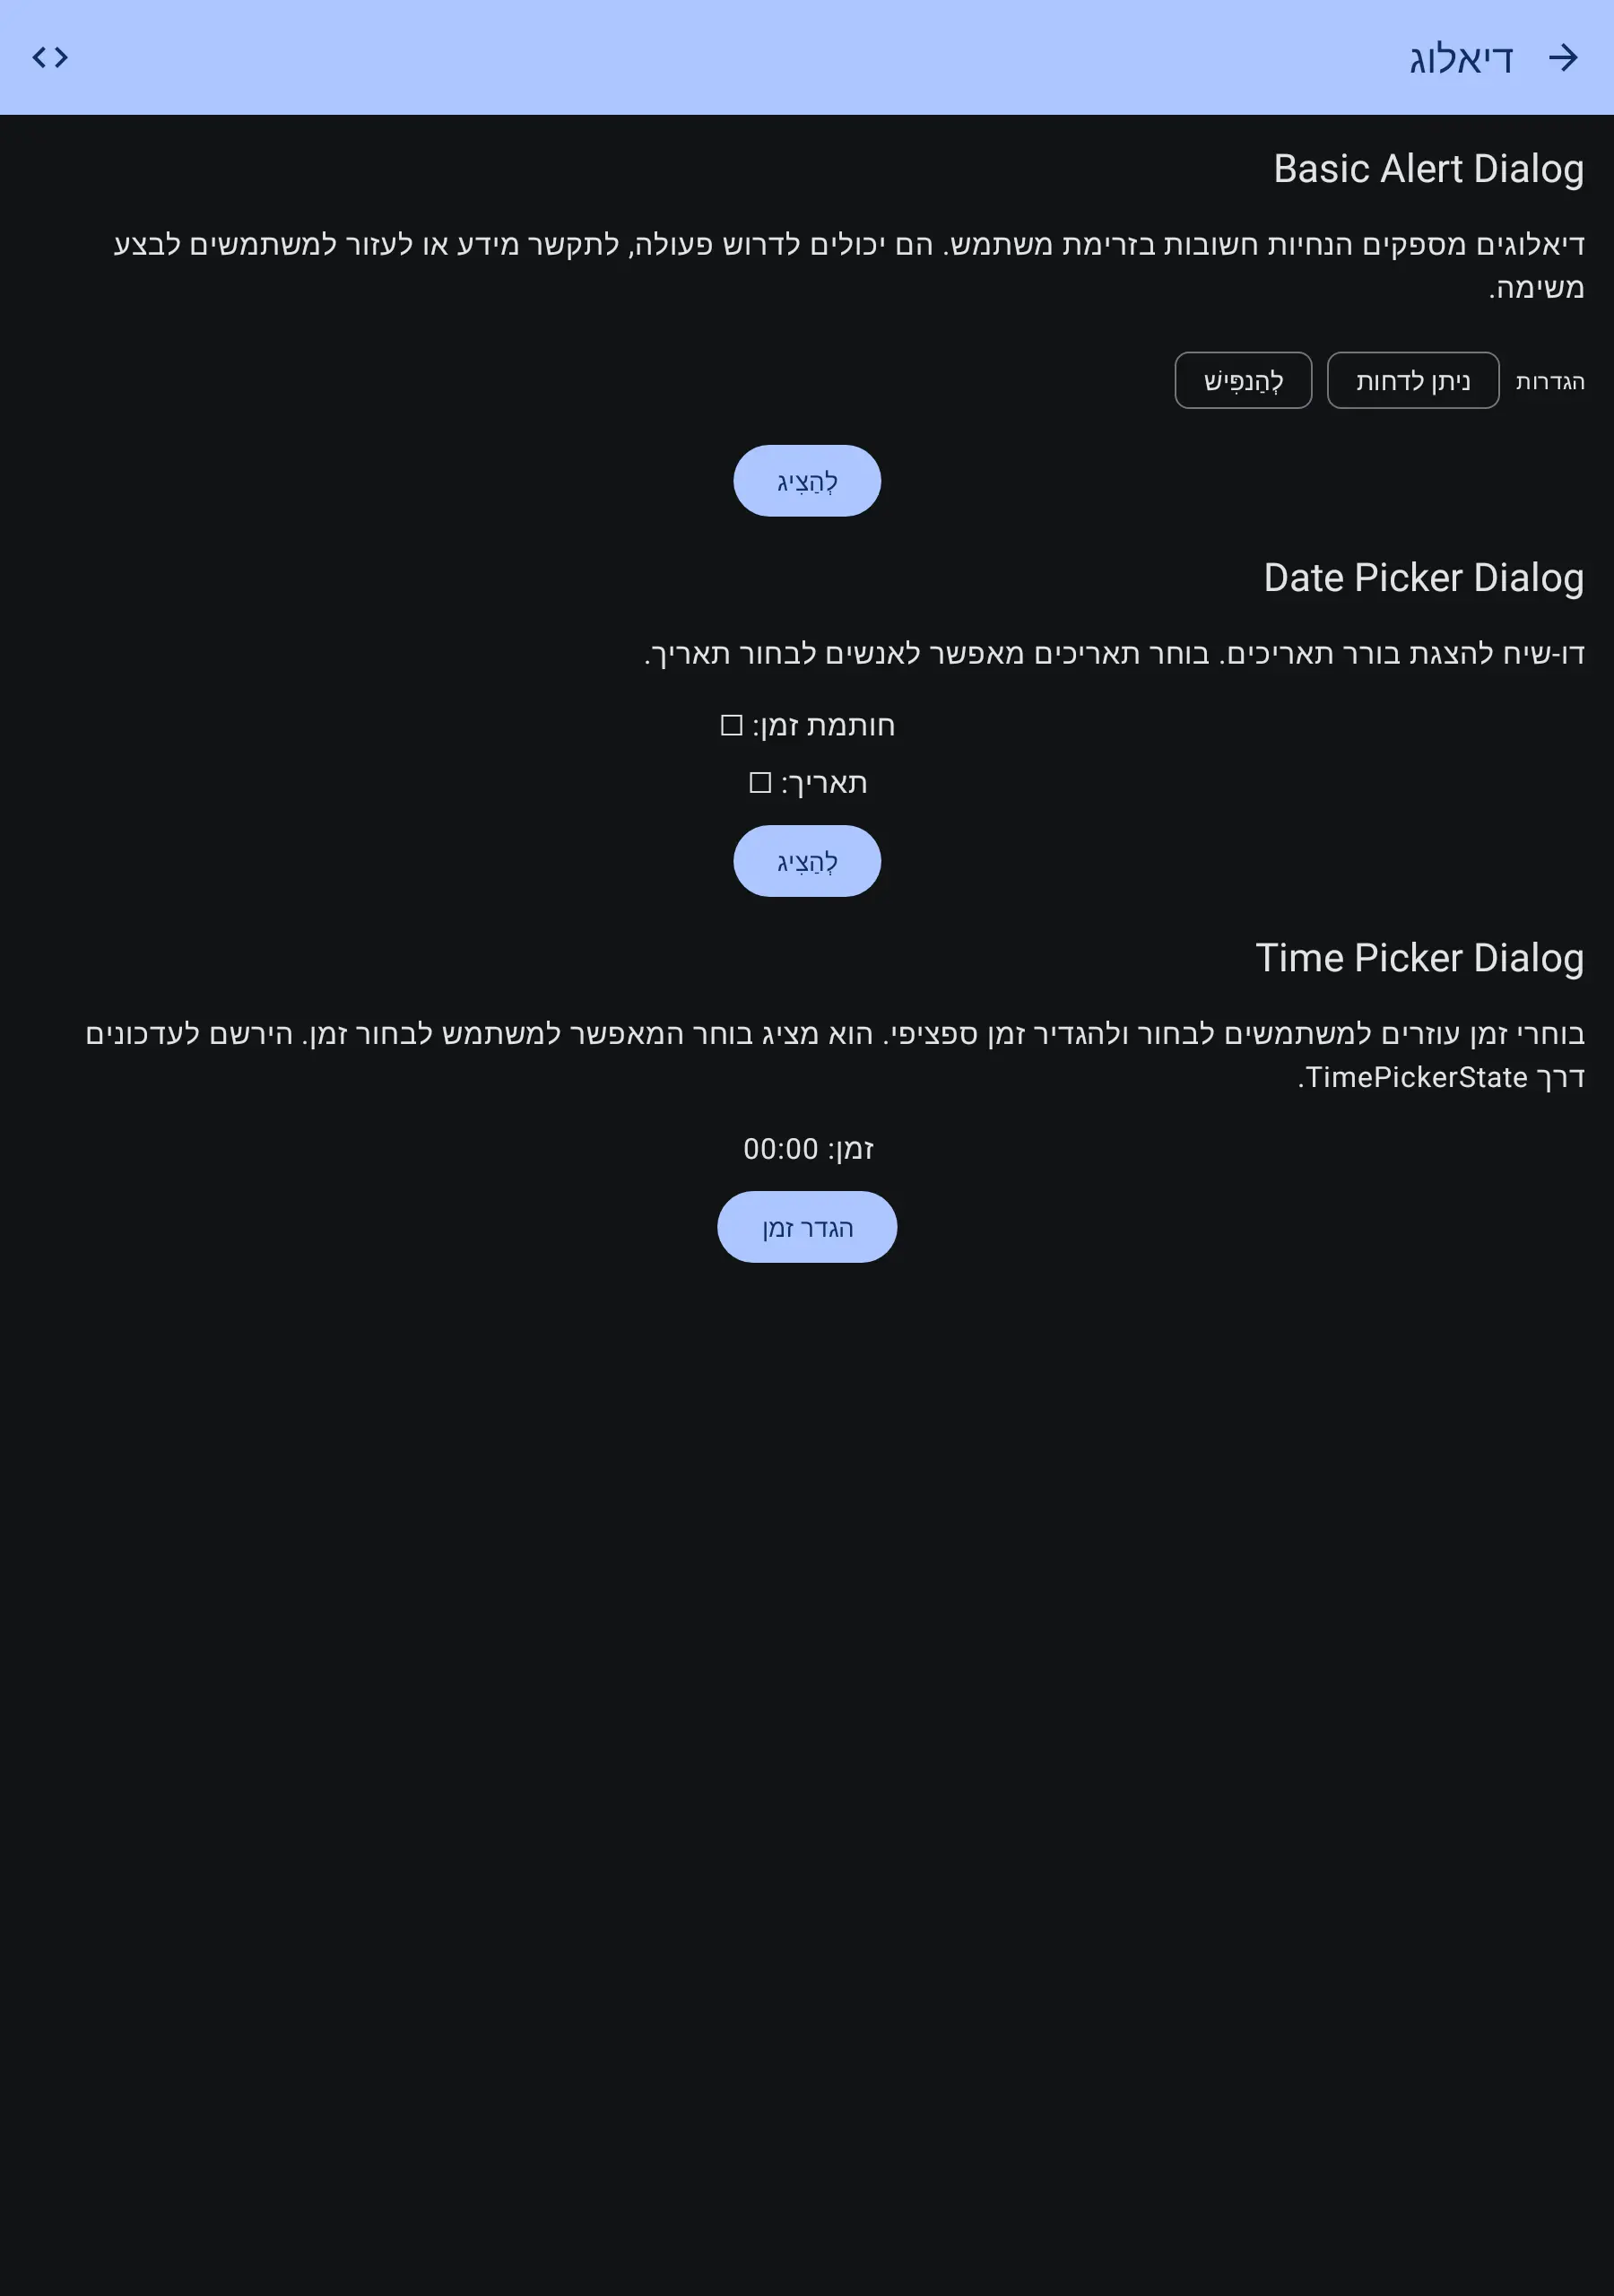 דיאלוג
Basic Alert Dialog
דיאלוגים מספקים הנחיות חשובות בזרימת משתמש. הם יכולים לדרוש פעולה, לתקשר מידע או לעזור למשתמשים לבצע
משימה.
הגדרות
ניתן לדחות
לְהַנפִּישׁ
לְהַצִיג
Date Picker Dialog
דו-שיח להצגת בורר תאריכים. בוחר תאריכים מאפשר לאנשים לבחור תאריך.
חותמת זמן: ☐
תאריך: ☐
לְהַצִיג
Time Picker Dialog
בוחרי זמן עוזרים למשתמשים לבחור ולהגדיר זמן ספציפי. הוא מציג בוחר המאפשר למשתמש לבחור זמן. הירשם לעדכונים
דרך TimePickerState.
זמן: 00:00
הגדר זמן